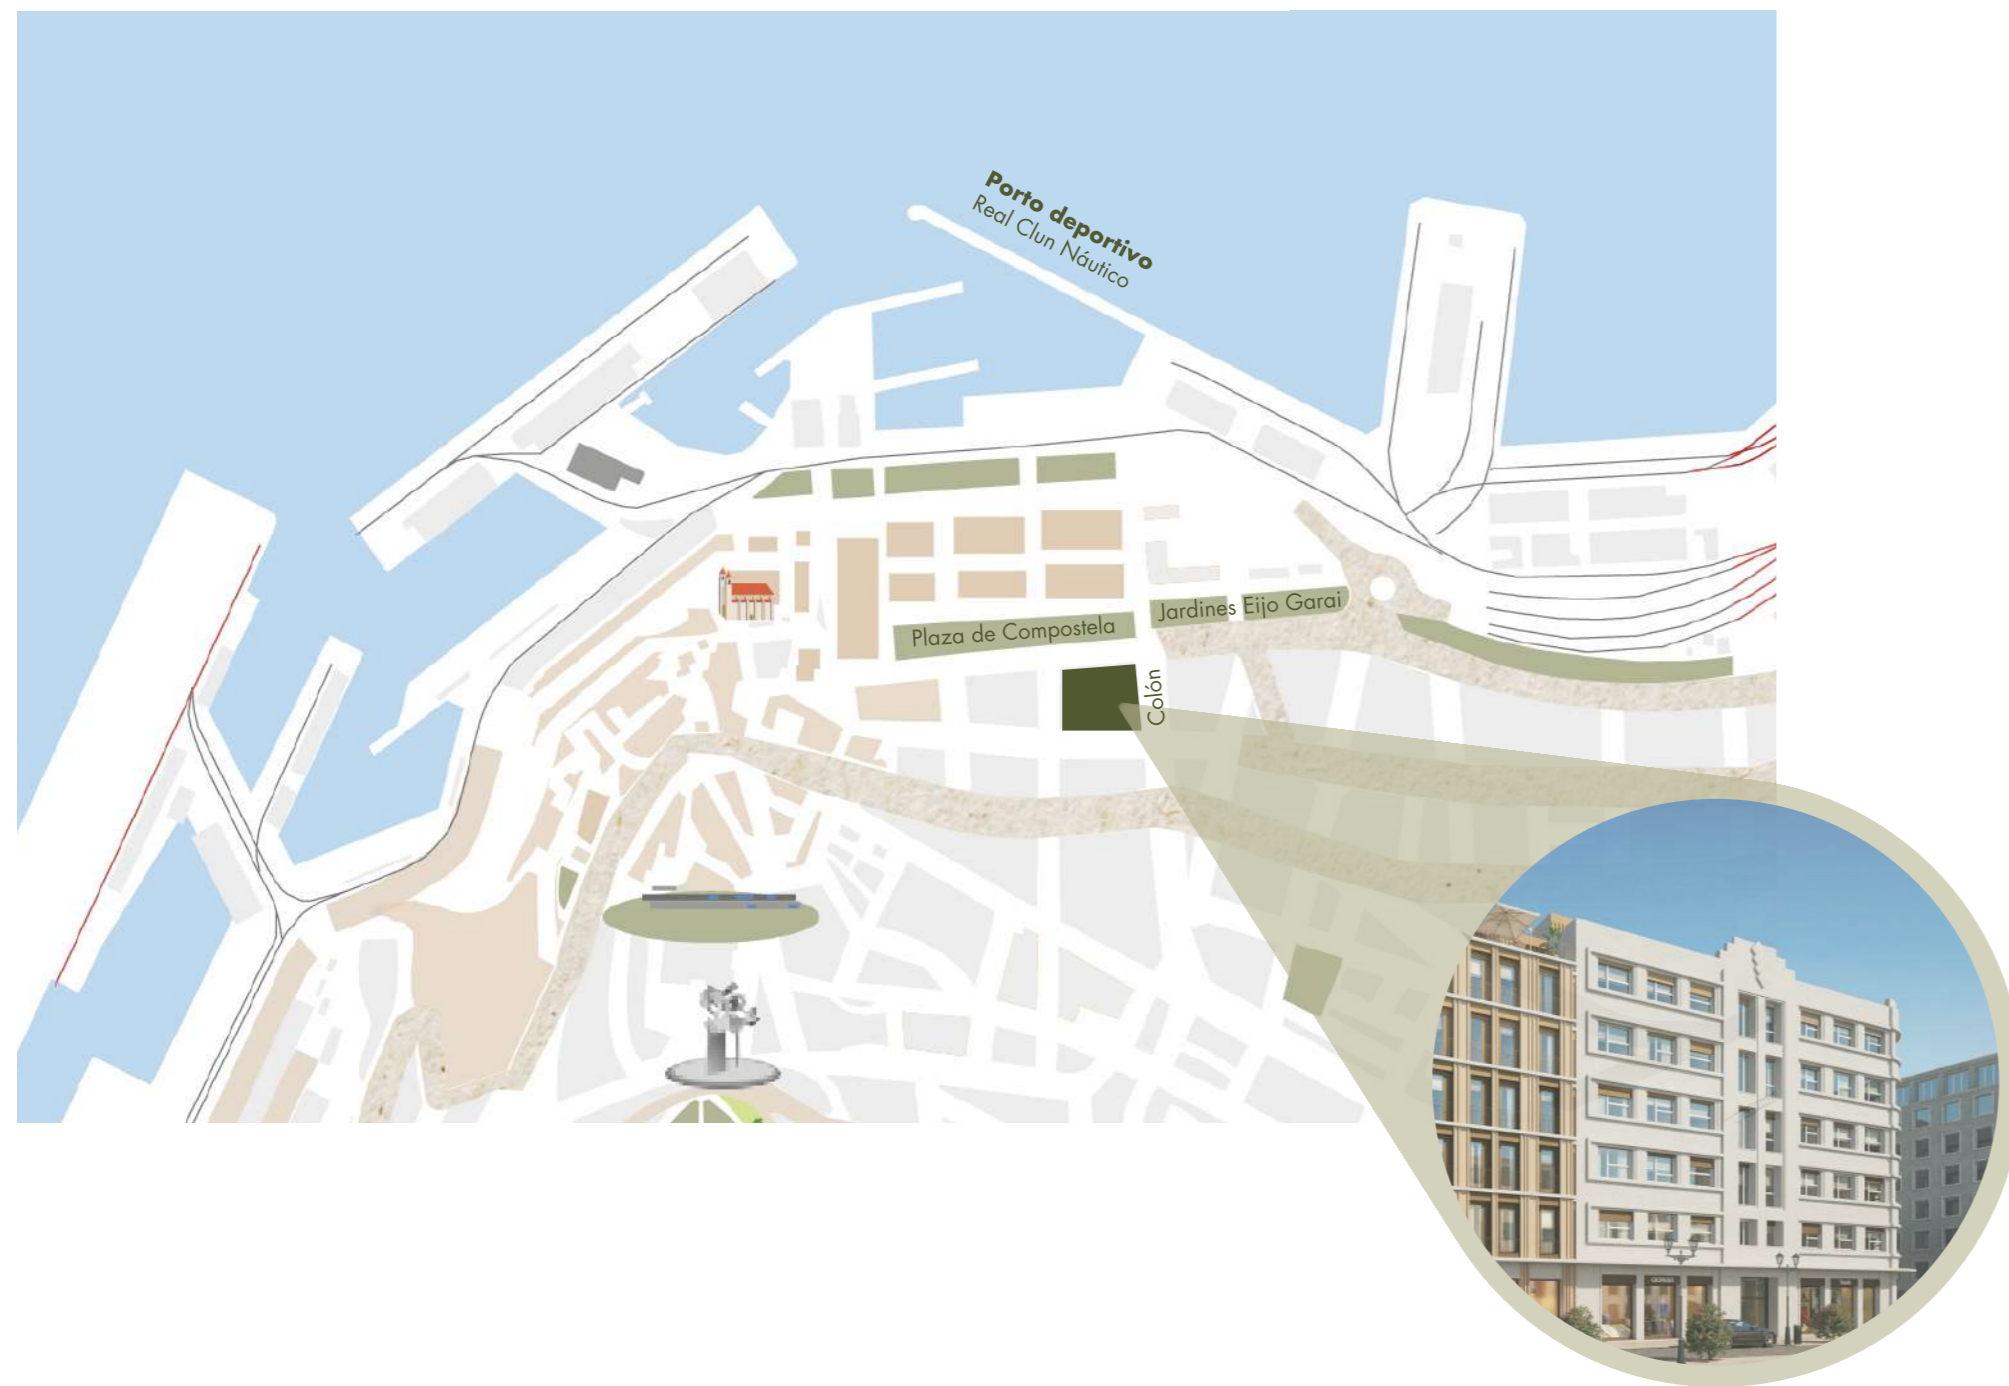 Porto deportivo
Real Clun Náutico
Jardines Eijo Garai
Plaza de Compostela
Colón